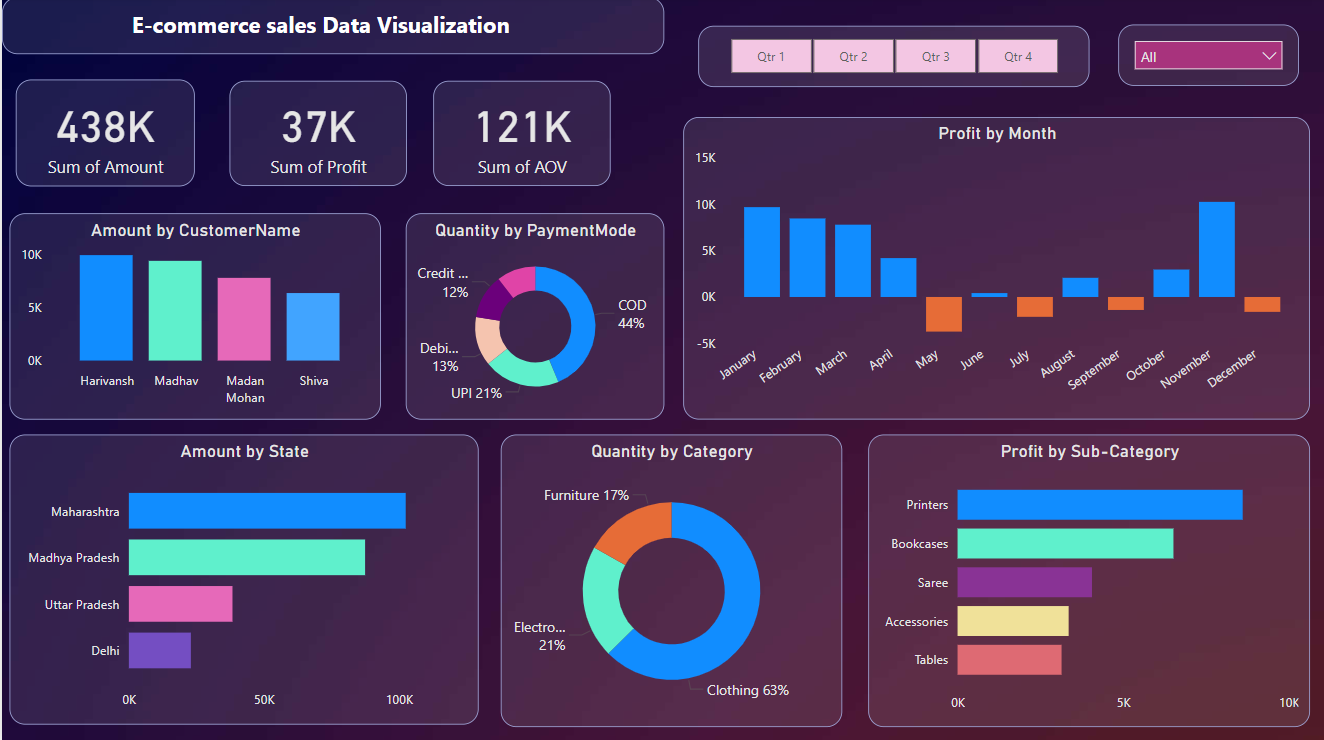 E-commerce sales Data Visualization
Qtr 1
Qtr 2
Qtr 3
Qtr 4
All
438K
Sum of Amount
37K
Sum of Profit
121K
Sum of AOV
Profit by Month
15K
10K
5K
0K
-5K
January
February
March
April
May
June
July
August
September
October
November
December
Amount by CustomerName
10K
5K
0K
Harivansh
Madhav
Madan
Mohan
Shiva
Quantity by PaymentMode
Credit ...
12%
COD
44%
Debi...
13%
UPI 21%
Amount by State
Maharashtra
Madhya Pradesh
Uttar Pradesh
Delhi
0K
50K
100K
Quantity by Category
Furniture 17%
Electro...
21%
Clothing 63%
Profit by Sub-Category
Printers
Bookcases
Saree
Accessories
Tables
0K
5K
10K